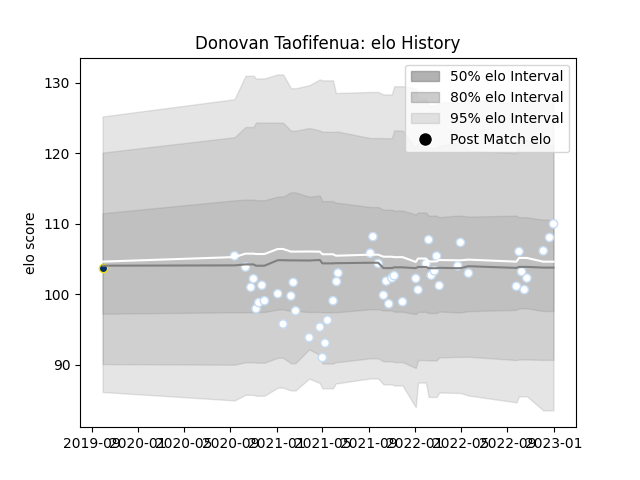 Donovan Taofifenua: elo History
50% elo Interval
80% elo Interval
95% elo Interval
Post Match elo
elo score
130
120
110
100
90
2019-09 2020-01 2020-05 2020-09 2021-01 2021-05 2021-09 2022-01 2022-05 2022-09 2023-01